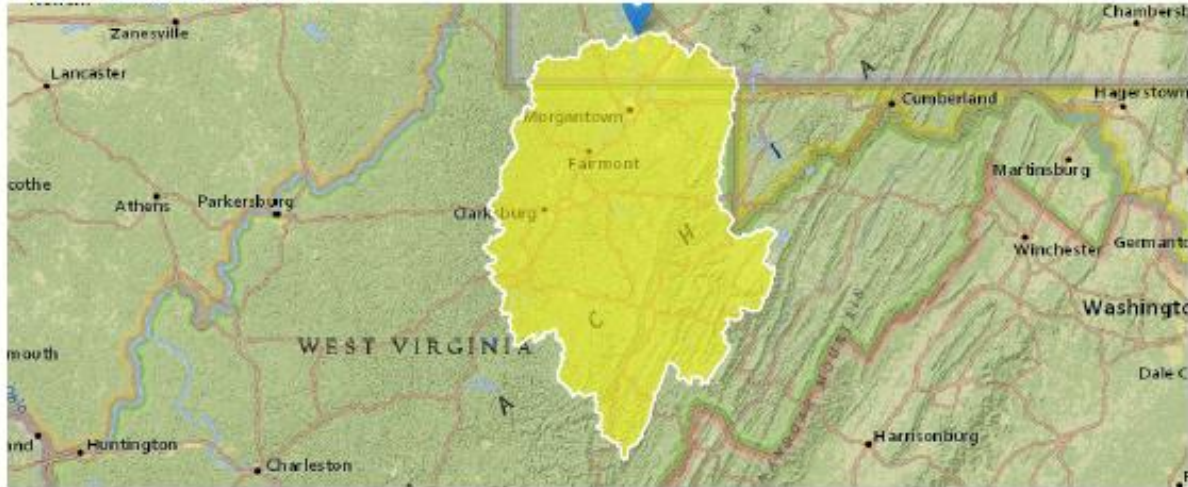 Zanesville
Chambersb
Lancaster
Cumberland
Hagerstown
Morgantown
Fairmont
cothe
Athens
Parkersburg
Clarksburg
Martinsburg
Winchester
Germanto
Washingto
WEST VIRGINIA
mouth
Dale C
Huntington
Charleston
Harrisonburg
A
I
H
C
A